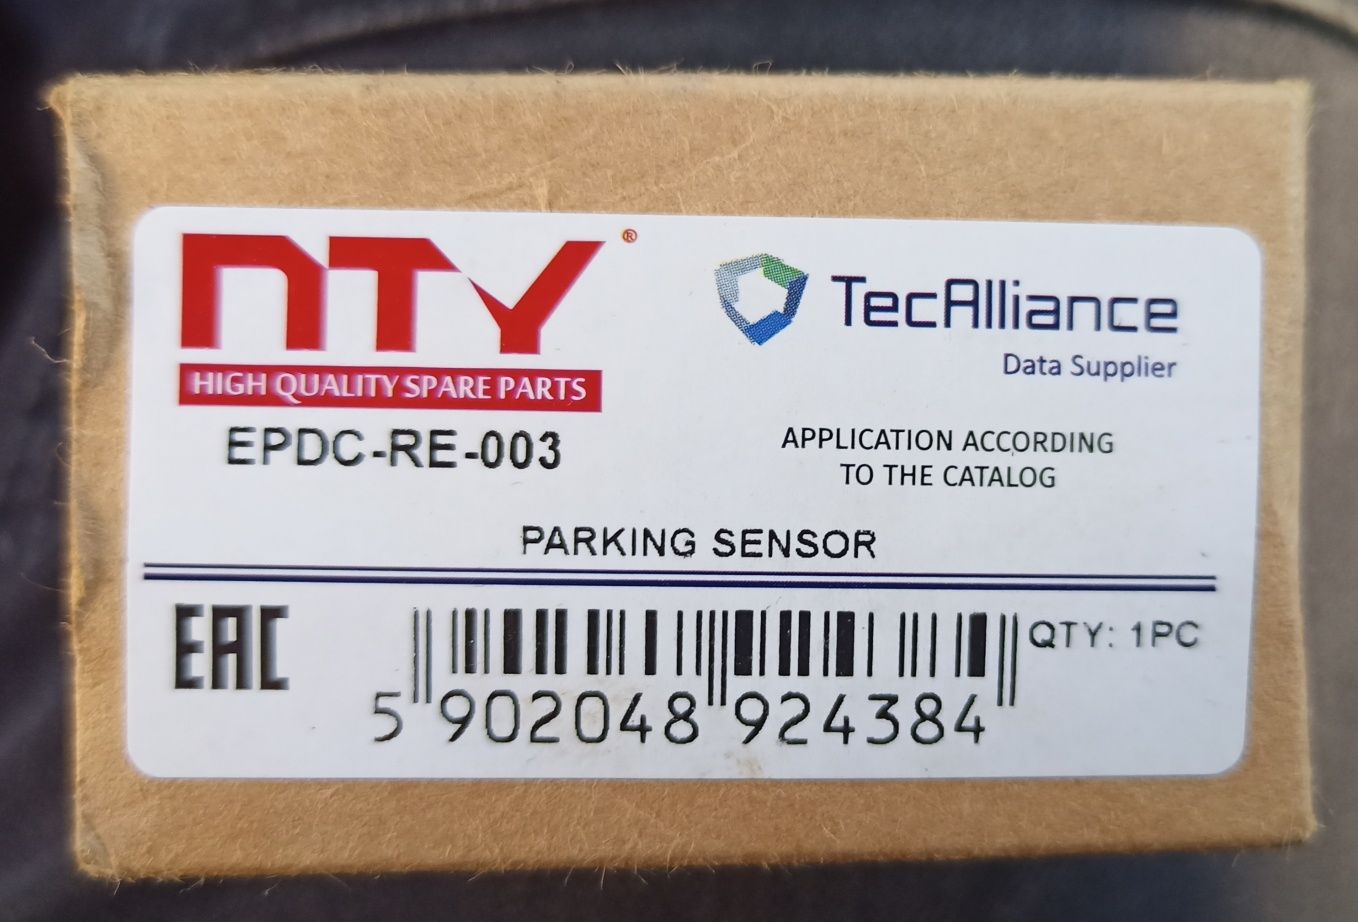 NTY®
HIGH QUALITY SPARE PARTS
EPDC-RE-003
TecAlliance
Data Supplier
APPLICATION ACCORDING
TO THE CATALOG
PARKING SENSOR
EAC
QTY: 1PC
5 902048 924384